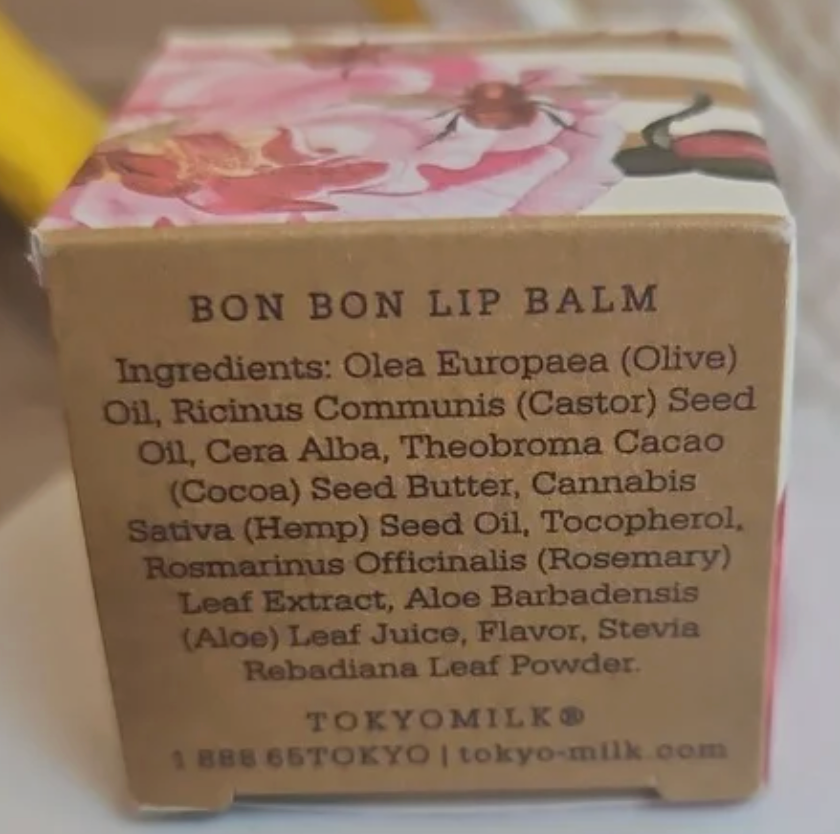 BON BON LIP BALM
Ingredients: Olea Europaea (Olive)
Oil, Ricinus Communis (Castor) Seed
Oil, Cera Alba, Theobroma Cacao
(Cocoa) Seed Butter, Cannabis
Sativa (Hemp) Seed Oil, Tocopherol,
Rosmarinus Officinalis (Rosemary)
Leaf Extract, Aloe Barbadensis
(Aloe) Leaf Juice, Flavor, Stevia
Rebadiana Leaf Powder.
TOKYOMILK®
1 888 65TOKYO | tokyo-milk.com